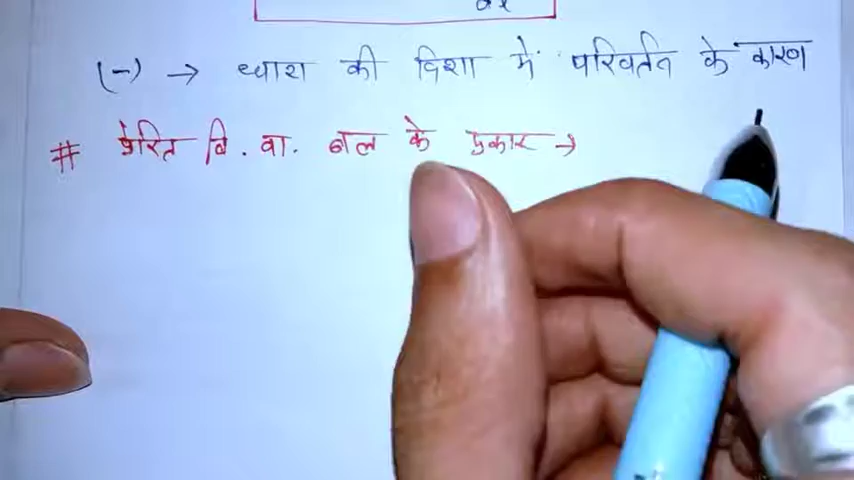 (-) → धारा की दिशा में परिवर्तन के कारण
# प्रेरित वि. वा. बल के प्रकार →